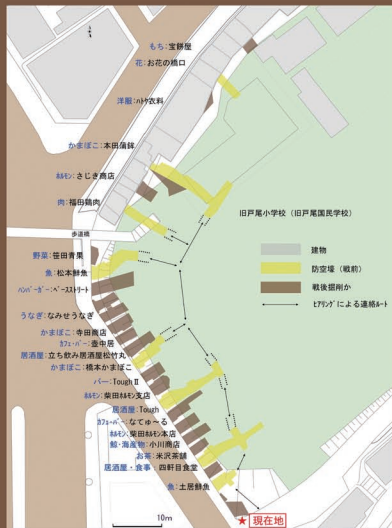 もち：宝餅屋
花：お花の橋口
洋服：ハトヤ衣料
かまぼこ：本田蒲鉾
ホルモン：さじき商店
肉：福田鶏肉
旧戸尾小学校（旧戸尾国民学校）
歩道橋
建物
防空壕（戦前）
戦後掘削か
ヒアリングによる連絡ルート
野菜：笹田青果
魚：松本鮮魚
ハンバーガー：ベースストリート
うなぎ：なみせうなぎ
かまぼこ：寺田商店
カフェ・バー：壷中居
居酒屋：立ち飲み居酒屋松竹丸
かまぼこ：橋本かまぼこ
バー：Tough Ⅱ
ホルモン：柴田ホルモン支店
居酒屋：Tough
カフェ・バー：なてゅ〜る
ホルモン：柴田ホルモン本店
鯨・海産物：小川商店
お茶：米沢茶舗
居酒屋・食事：四軒目食堂
魚：土居鮮魚
★現在地
10m